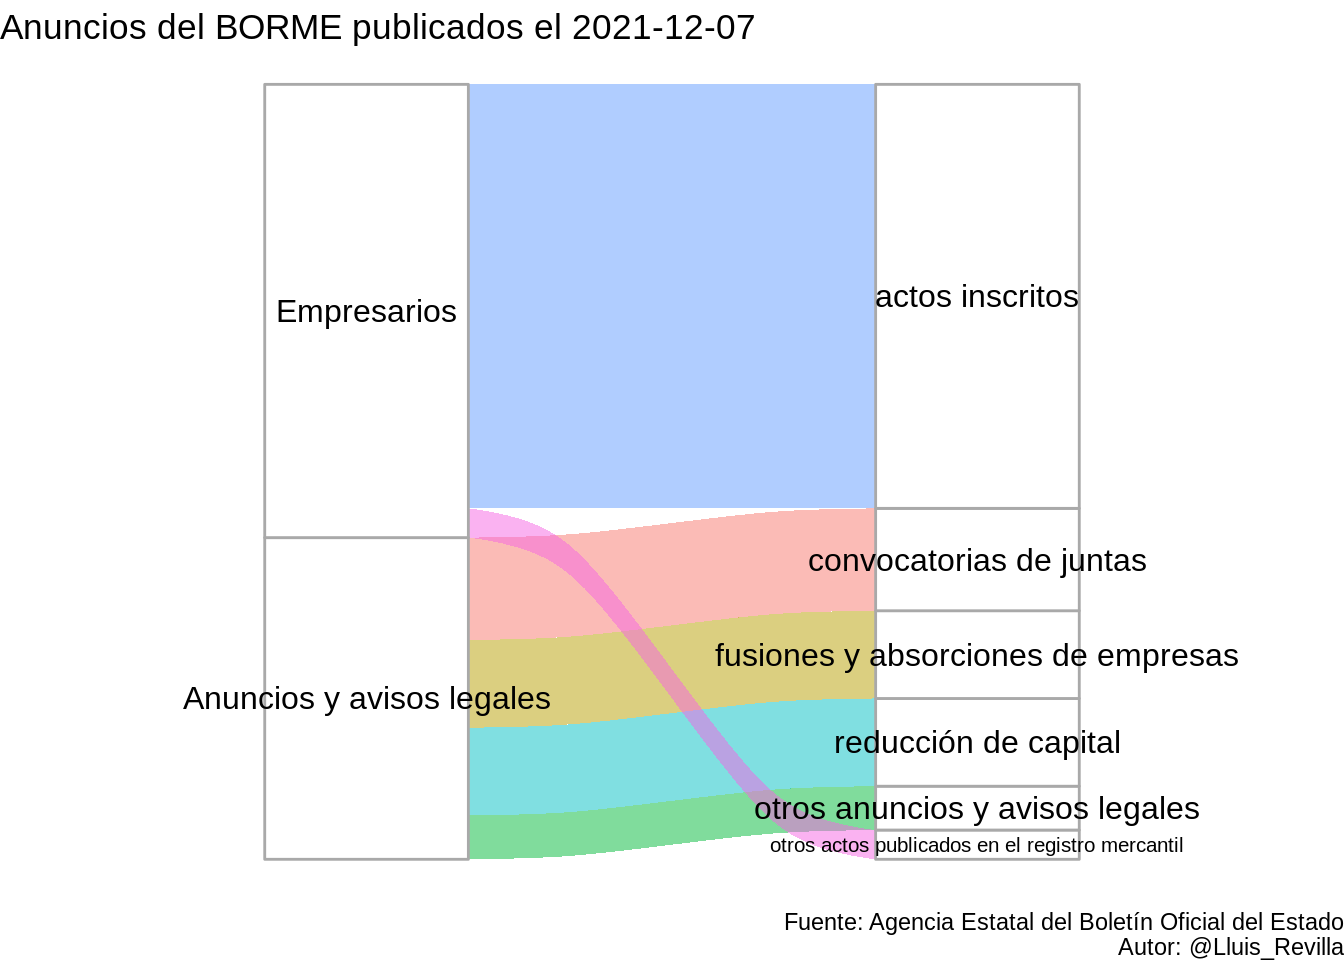 Anuncios del BORME publicados el 2021-12-07
Empresarios
Anuncios y avisos legales
actos inscritos
convocatorias de juntas
fusiones y absorciones de empresas
reducción de capital
otros anuncios y avisos legales
otros actos publicados en el registro mercantil
Fuente: Agencia Estatal del Boletín Oficial del Estado
Autor: @Lluis_Revilla